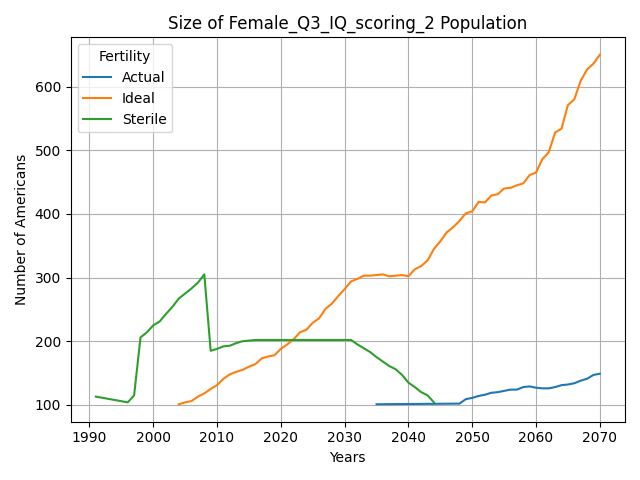 Size of Female_Q3_IQ_scoring_2 Population
Fertility
Actual
Ideal
Sterile
Number of Americans
600
500
400
300
200
100
1990
2000
2010
2020
2030
2040
2050
2060
2070
Years